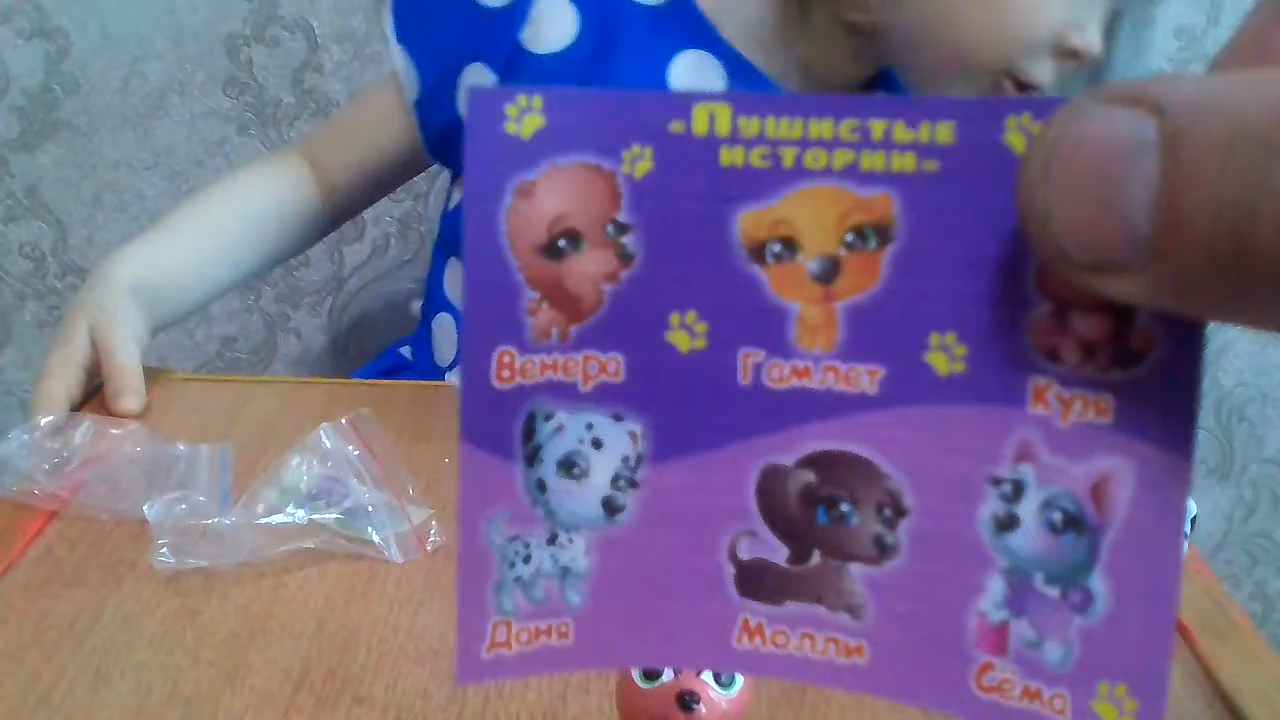 «Пушистые
истории»
Венера
Гамлет
Кузя
Доня
Молли
Сёма